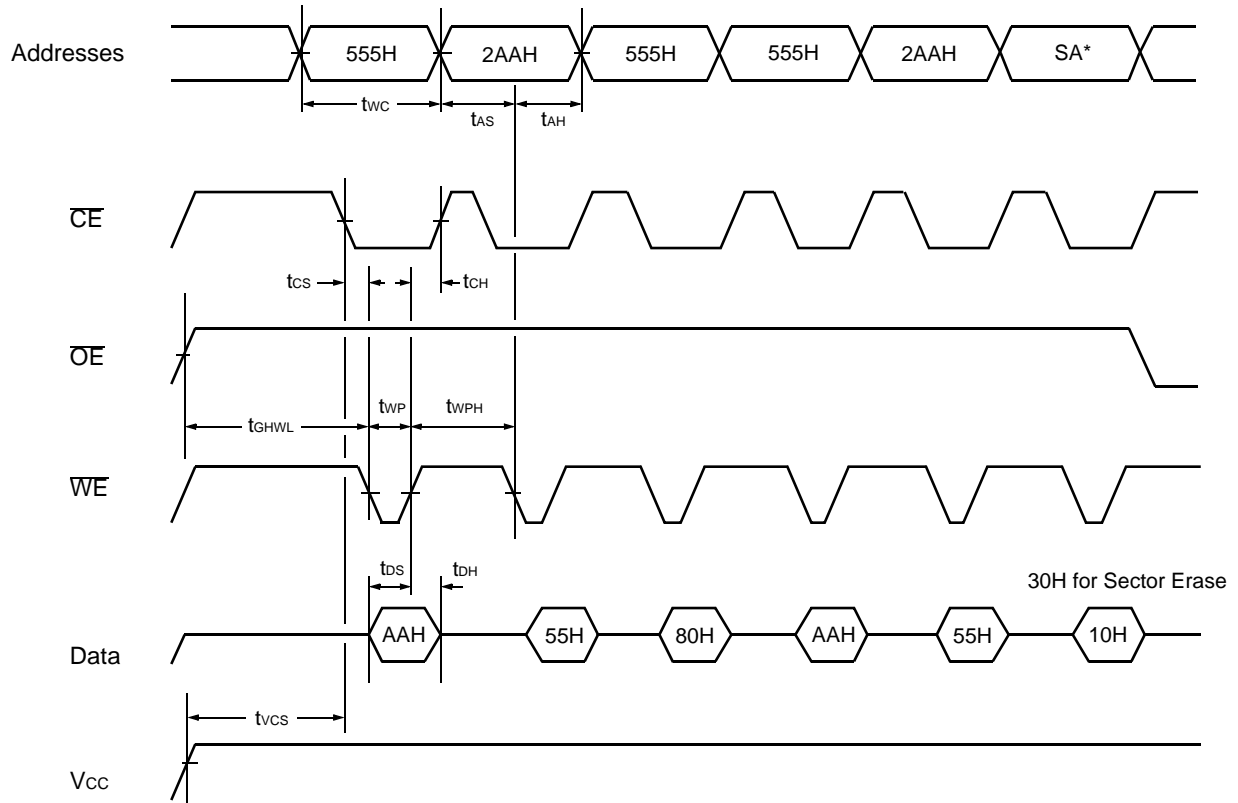 Addresses 555H 2AAH 555H 555H 2AAH SA*
tWC tAS tAH
CE
tCS tCH
OE
tGHWL tWP tWPH
WE
tDS tDH
30H for Sector Erase
Data AAH 55H 80H AAH 55H 10H
tVCS
VCC